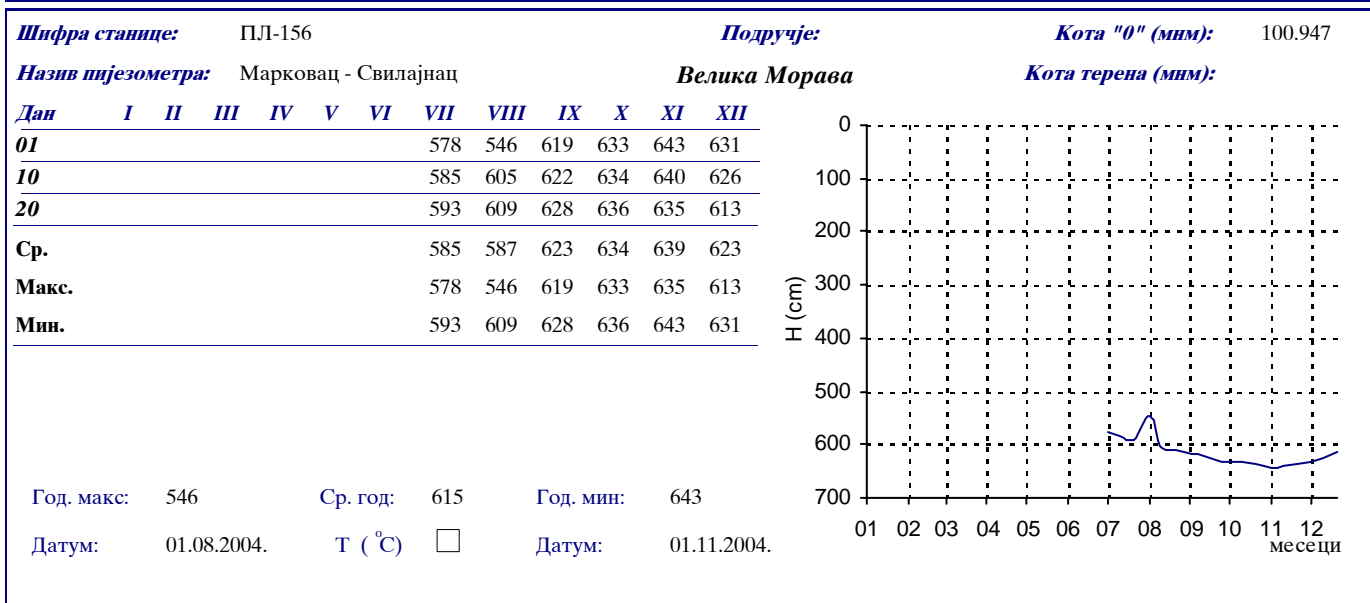 Шифра станице: ПЛ-156 Подручје: Кота "0" (мнм): 100.947
Назив пијезометра: Марковац - Свилајнац Велика Морава Кота терена (мнм):
Дан I II III IV V VI VII VIII IX X XI XII
01 578 546 619 633 643 631
10 585 605 622 634 640 626
20 593 609 628 636 635 613
Ср. 585 587 623 634 639 623
Макс. 578 546 619 633 635 613
Мин. 593 609 628 636 643 631
0
100
200
300
400
500
600
700
H (cm)
01 02 03 04 05 06 07 08 09 10 11 12
месеци
Год. макс: 546 Ср. год: 615 Год. мин: 643
Датум: 01.08.2004. Т ( °С) Датум: 01.11.2004.